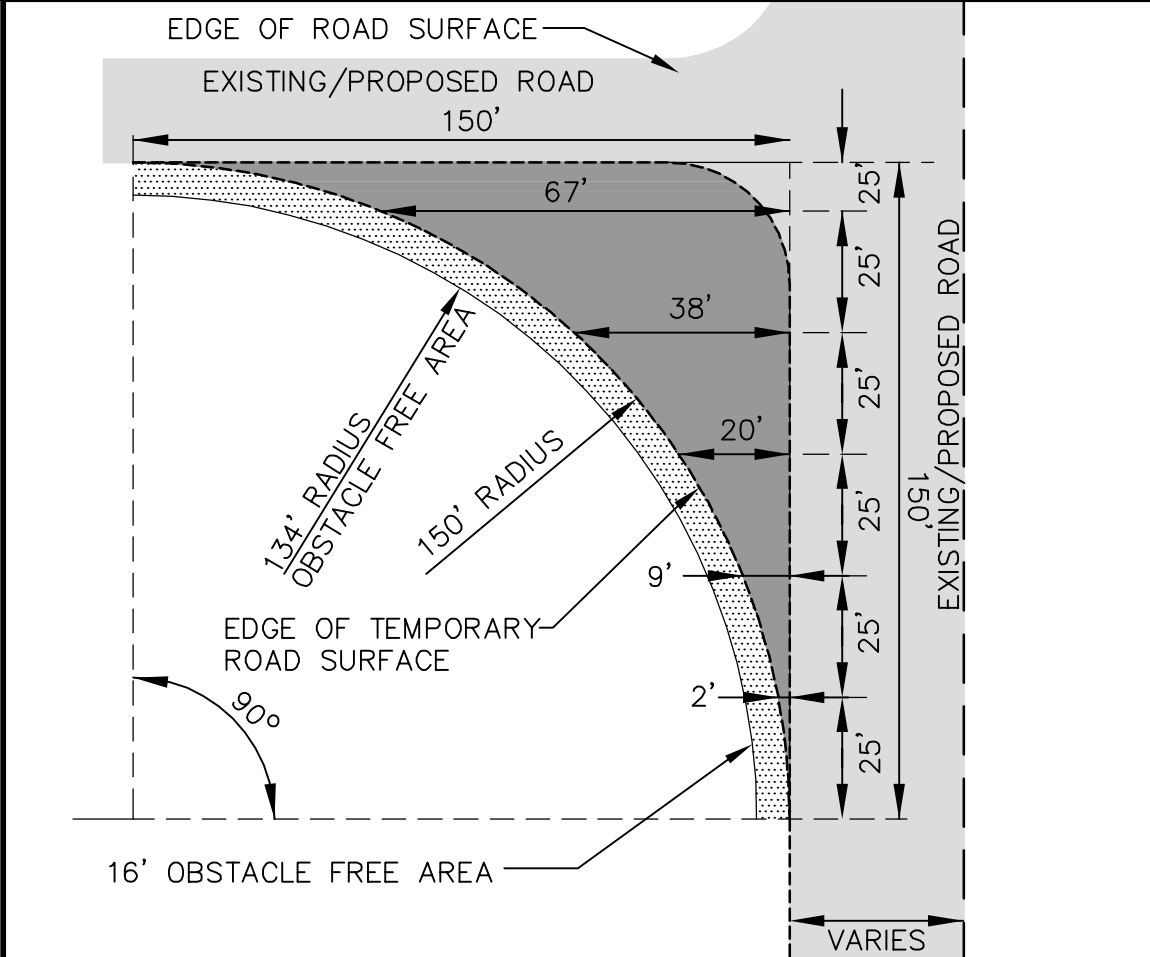 EDGE OF ROAD SURFACE
EXISTING/PROPOSED ROAD
150'
67'
38'
20'
9'
2'
25'
25'
25'
25'
25'
25'
150'
EXISTING/PROPOSED ROAD
134' RADIUS
OBSTACLE FREE AREA
150' RADIUS
EDGE OF TEMPORARY
ROAD SURFACE
90°
16' OBSTACLE FREE AREA
VARIES